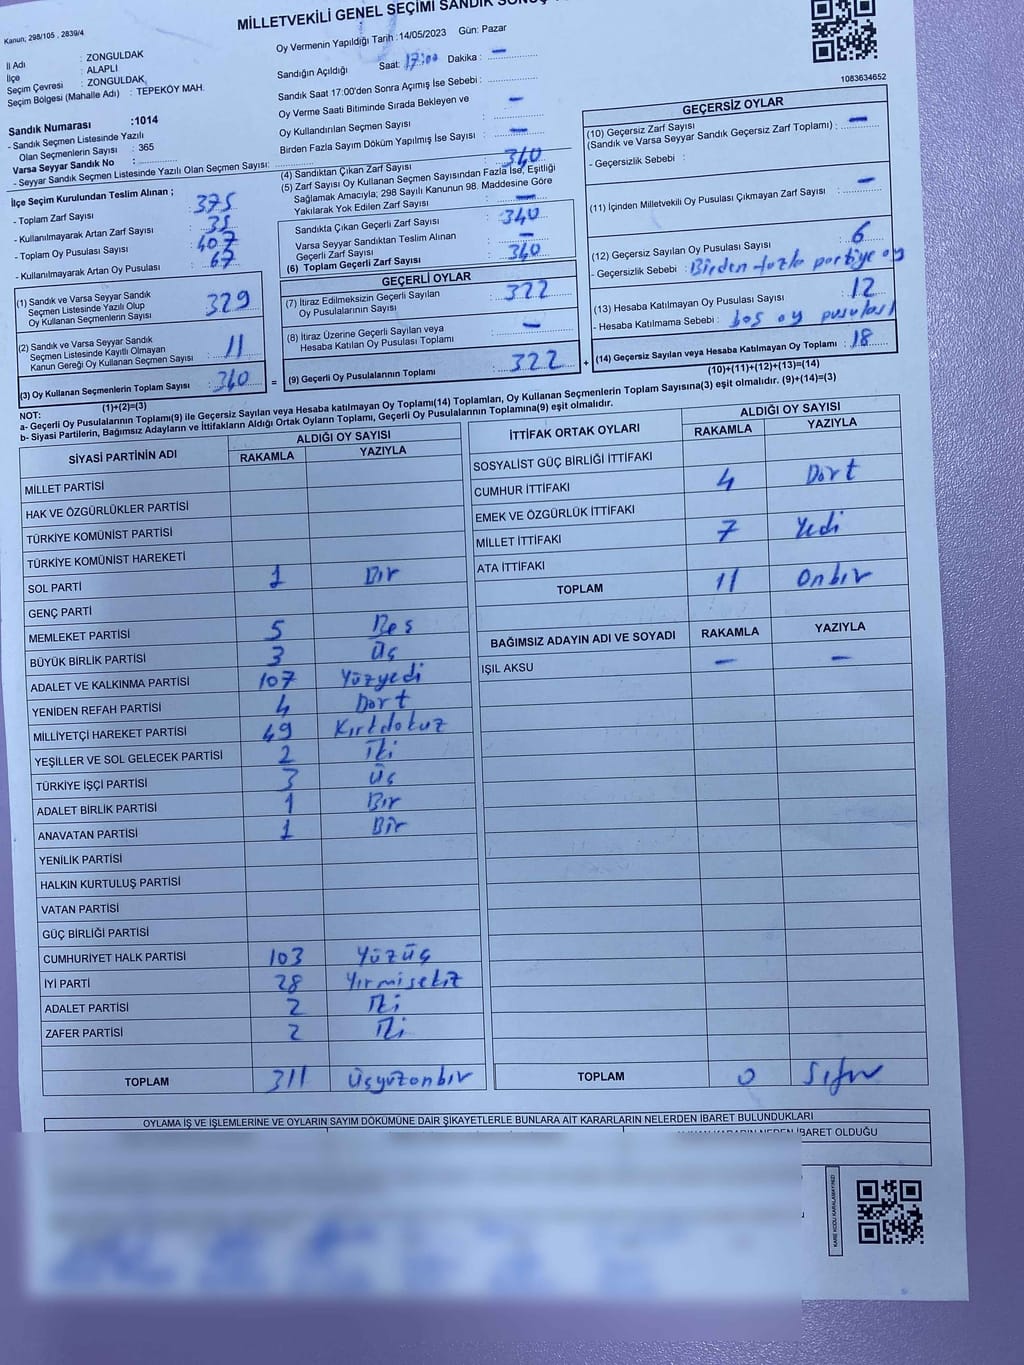 MİLLETVEKİLİ GENEL SEÇİMİ SANDIK SONUÇ
Kanun; 298/105 , 2839/4
İl Adı : ZONGULDAK
İlçe : ALAPLI
Seçim Çevresi : ZONGULDAK
Seçim Bölgesi (Mahalle Adı) : TEPEKÖY MAH.
Sandık Numarası :1014
- Sandık Seçmen Listesinde Yazılı
Olan Seçmenlerin Sayısı : 365
Varsa Seyyar Sandık No :
- Seyyar Sandık Seçmen Listesinde Yazılı Olan Seçmen Sayısı:
Oy Vermenin Yapıldığı Tarih :14/05/2023 Gün: Pazar
Sandığın Açıldığı Saat: 17:00 Dakika : —
Sandık Saat 17:00'den Sonra Açımış İse Sebebi :
Oy Verme Saati Bitiminde Sırada Bekleyen ve
Oy Kullandırılan Seçmen Sayısı : —
Birden Fazla Sayım Döküm Yapılmış İse Sayısı : —
1083634652
İlçe Seçim Kurulundan Teslim Alınan ;
- Toplam Zarf Sayısı : 375
- Kullanılmayarak Artan Zarf Sayısı : 35
- Toplam Oy Pusulası Sayısı : 407
- Kullanılmayarak Artan Oy Pusulası : 67
(1) Sandık ve Varsa Seyyar Sandık
Seçmen Listesinde Yazılı Olup
Oy Kullanan Seçmenlerin Sayısı : 329
(2) Sandık ve Varsa Seyyar Sandık
Seçmen Listesinde Kayıtlı Olmayan
Kanun Gereği Oy Kullanan Seçmen Sayısı : 11
(3) Oy Kullanan Seçmenlerin Toplam Sayısı : 340
(1)+(2)=(3)
(4) Sandıktan Çıkan Zarf Sayısı : 340
(5) Zarf Sayısı Oy Kullanan Seçmen Sayısından Fazla İse, Eşitliği
Sağlamak Amacıyla; 298 Sayılı Kanunun 98. Maddesine Göre
Yakılarak Yok Edilen Zarf Sayısı : —
Sandıkta Çıkan Geçerli Zarf Sayısı : 340
Varsa Seyyar Sandıktan Teslim Alınan
Geçerli Zarf Sayısı : —
(6) Toplam Geçerli Zarf Sayısı : 340
GEÇERLİ OYLAR
(7) İtiraz Edilmeksizin Geçerli Sayılan
Oy Pusulalarının Sayısı : 322
(8) İtiraz Üzerine Geçerli Sayılan veya
Hesaba Katılan Oy Pusulası Toplamı : —
= (9) Geçerli Oy Pusulalarının Toplamı : 322 +
GEÇERSİZ OYLAR
(10) Geçersiz Zarf Sayısı
(Sandık ve Varsa Seyyar Sandık Geçersiz Zarf Toplamı) : —
- Geçersizlik Sebebi :
(11) İçinden Milletvekili Oy Pusulası Çıkmayan Zarf Sayısı : —
(12) Geçersiz Sayılan Oy Pusulası Sayısı : 6
- Geçersizlik Sebebi : Birden fazla partiye oy
(13) Hesaba Katılmayan Oy Pusulası Sayısı : 12
- Hesaba Katılmama Sebebi : boş oy pusulası
(14) Geçersiz Sayılan veya Hesaba Katılmayan Oy Toplamı : 18
(10)+(11)+(12)+(13)=(14)
NOT:
a- Geçerli Oy Pusulalarının Toplamı(9) ile Geçersiz Sayılan veya Hesaba katılmayan Oy Toplamı(14) Toplamları, Oy Kullanan Seçmenlerin Toplam Sayısına(3) eşit olmalıdır. (9)+(14)=(3)
b- Siyasi Partilerin, Bağımsız Adayların ve İttifakların Aldığı Ortak Oyların Toplamı, Geçerli Oy Pusulalarının Toplamına(9) eşit olmalıdır.
SİYASİ PARTİNİN ADI ALDIĞI OY SAYISI
RAKAMLA YAZIYLA
MİLLET PARTİSİ
HAK VE ÖZGÜRLÜKLER PARTİSİ
TÜRKİYE KOMÜNİST PARTİSİ
TÜRKİYE KOMÜNİST HAREKETİ
SOL PARTİ 1 Bir
GENÇ PARTİ
MEMLEKET PARTİSİ 5 Beş
BÜYÜK BİRLİK PARTİSİ 3 Üç
ADALET VE KALKINMA PARTİSİ 107 Yüzyedi
YENİDEN REFAH PARTİSİ 4 Dört
MİLLİYETÇİ HAREKET PARTİSİ 49 Kırkdokuz
YEŞİLLER VE SOL GELECEK PARTİSİ 2 İki
TÜRKİYE İŞÇİ PARTİSİ 3 Üç
ADALET BİRLİK PARTİSİ 1 Bir
ANAVATAN PARTİSİ 1 Bir
YENİLİK PARTİSİ
HALKIN KURTULUŞ PARTİSİ
VATAN PARTİSİ
GÜÇ BİRLİĞİ PARTİSİ
CUMHURİYET HALK PARTİSİ 103 Yüzüç
İYİ PARTİ 28 Yirmisekiz
ADALET PARTİSİ 2 İki
ZAFER PARTİSİ 2 İki
TOPLAM 311 Üçyüzonbir
İTTİFAK ORTAK OYLARI ALDIĞI OY SAYISI
RAKAMLA YAZIYLA
SOSYALİST GÜÇ BİRLİĞİ İTTİFAKI
CUMHUR İTTİFAKI 4 Dört
EMEK VE ÖZGÜRLÜK İTTİFAKI
MİLLET İTTİFAKI 7 Yedi
ATA İTTİFAKI
TOPLAM 11 Onbir
BAĞIMSIZ ADAYIN ADI VE SOYADI RAKAMLA YAZIYLA
IŞIL AKSU — —
TOPLAM 0 Sıfır
OYLAMA İŞ VE İŞLEMLERİNE VE OYLARIN SAYIM DÖKÜMÜNE DAİR ŞİKAYETLERLE BUNLARA AİT KARARLARIN NELERDEN İBARET BULUNDUKLARI
NEDEN İBARET OLDUĞU
KARE KODU KARALAMAYINIZ!